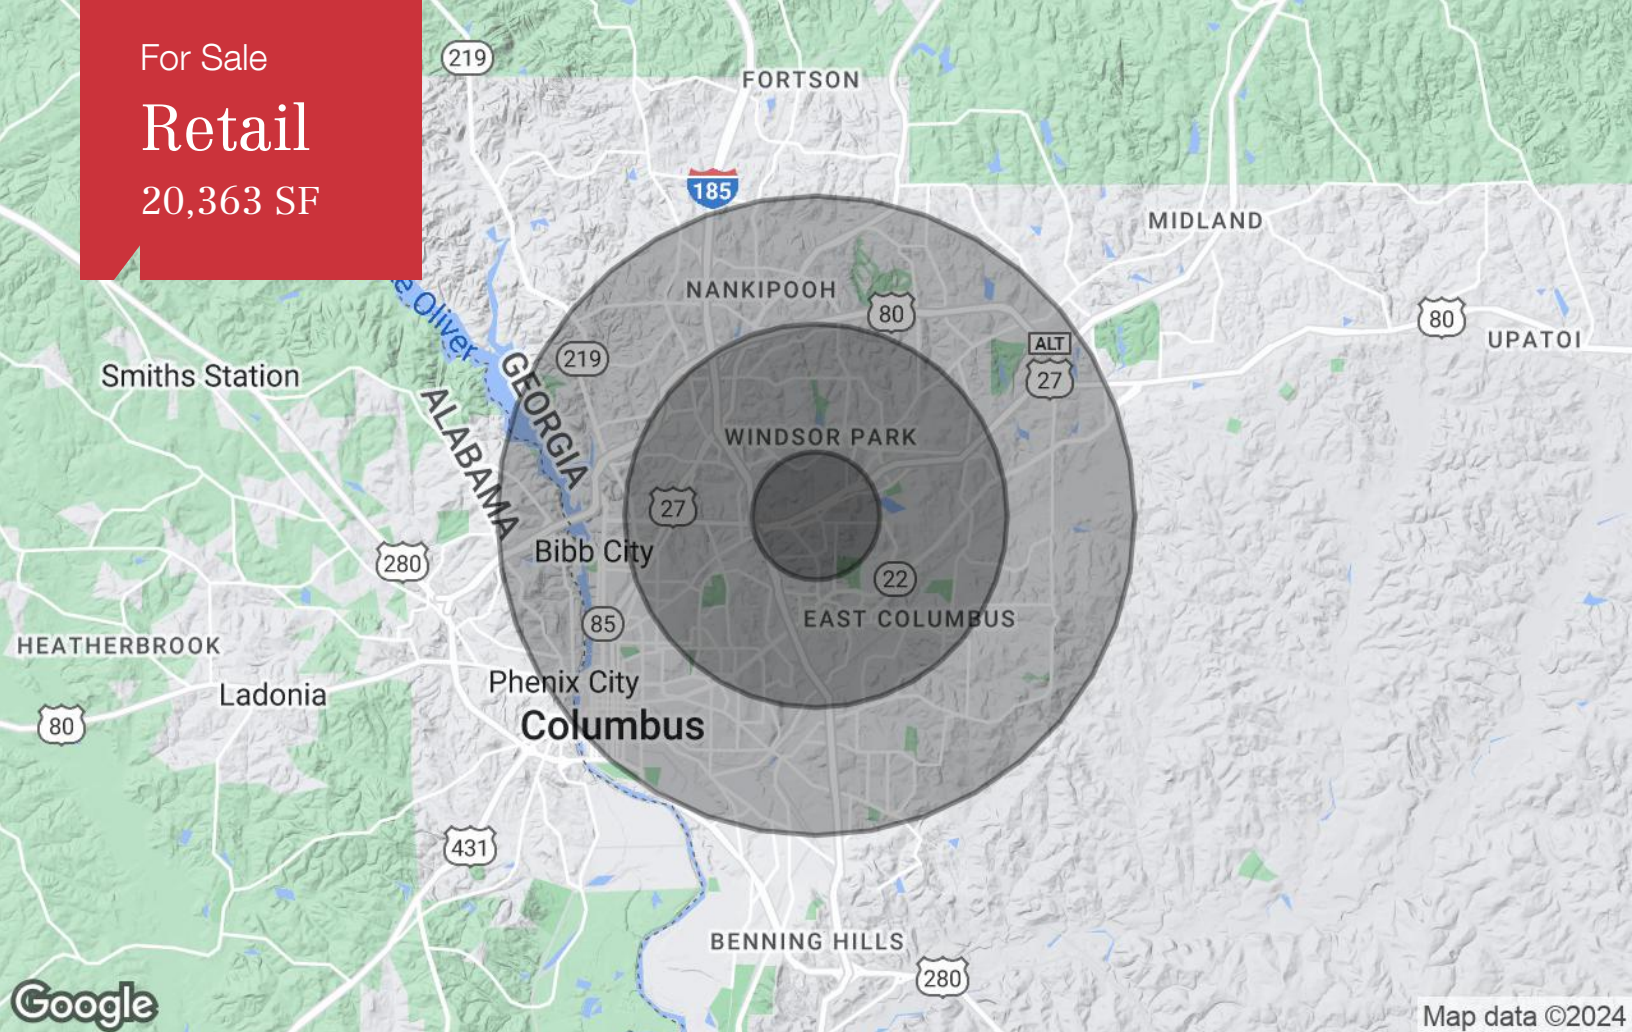 For Sale
Retail
20,363 SF
219
FORTSON
185
MIDLAND
NANKIPOOH
80
80
UPATOI
ALT
27
219
Oliver
GEORGIA
ALABAMA
Smiths Station
WINDSOR PARK
27
Bibb City
280
22
EAST COLUMBUS
85
HEATHERBROOK
Phenix City
Ladonia
Columbus
80
431
BENNING HILLS
280
Google
Map data ©2024